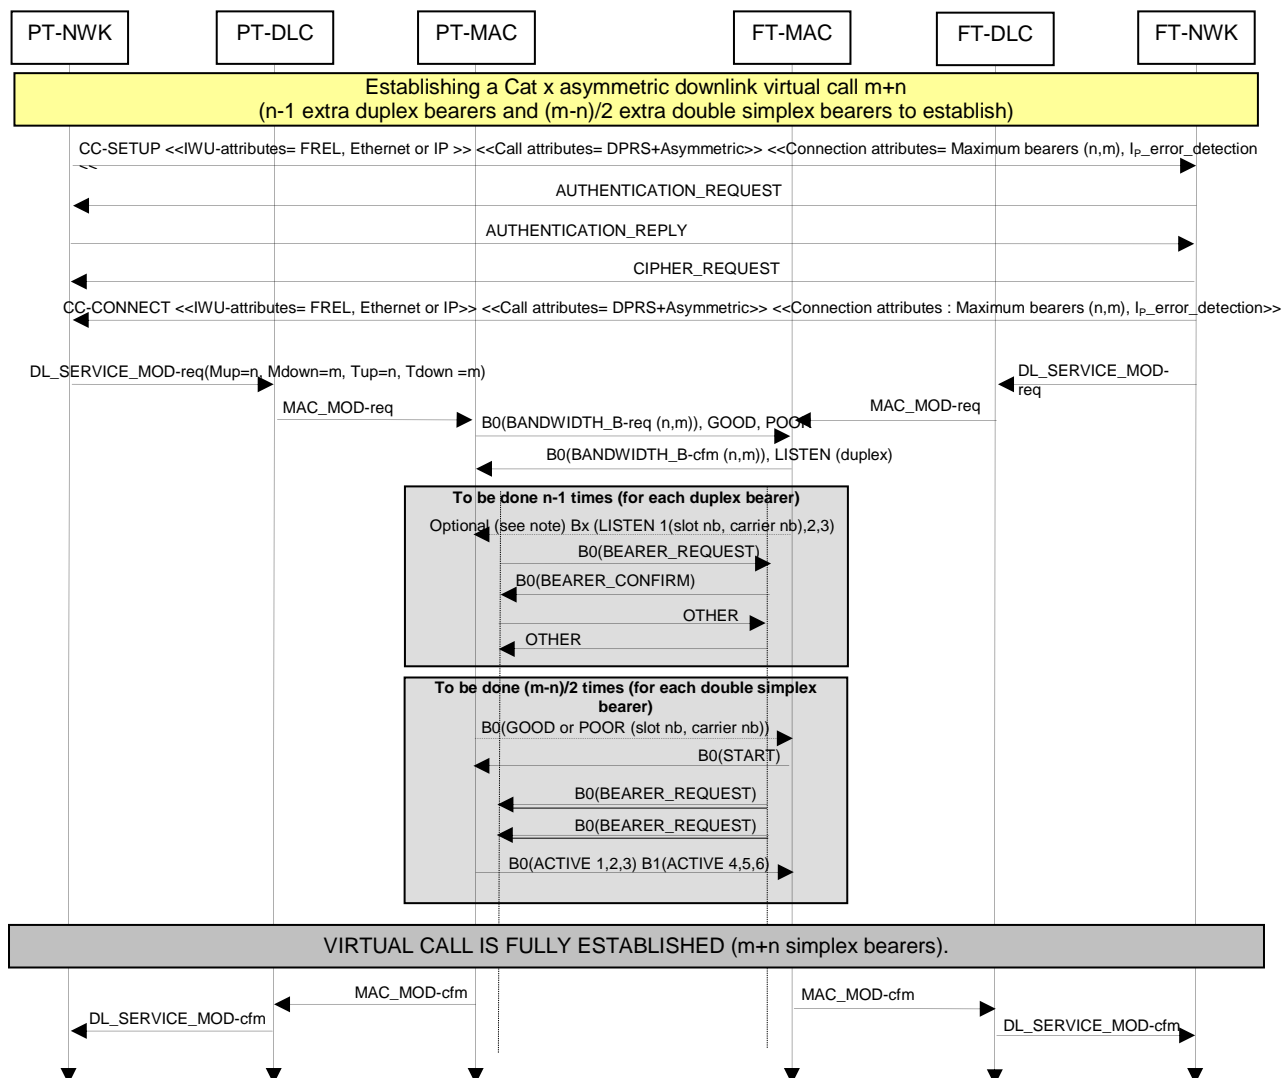 PT-NWK PT-DLC PT-MAC FT-MAC FT-DLC FT-NWK
Establishing a Cat x asymmetric downlink virtual call m+n
(n-1 extra duplex bearers and (m-n)/2 extra double simplex bearers to establish)
CC-SETUP <<IWU-attributes= FREL, Ethernet or IP >> <<Call attributes= DPRS+Asymmetric>> <<Connection attributes= Maximum bearers (n,m), IP_error_detection
<<
AUTHENTICATION_REQUEST
AUTHENTICATION_REPLY
CIPHER_REQUEST
CC-CONNECT <<IWU-attributes= FREL, Ethernet or IP>> <<Call attributes= DPRS+Asymmetric>> <<Connection attributes : Maximum bearers (n,m), IP_error_detection>>
DL_SERVICE_MOD-req(Mup=n, Mdown=m, Tup=n, Tdown =m)
DL_SERVICE_MOD-
req
MAC_MOD-req
MAC_MOD-req
B0(BANDWIDTH_B-req (n,m)), GOOD, POOR
B0(BANDWIDTH_B-cfm (n,m)), LISTEN (duplex)
To be done n-1 times (for each duplex bearer)
Optional (see note) Bx (LISTEN 1(slot nb, carrier nb),2,3)
B0(BEARER_REQUEST)
B0(BEARER_CONFIRM)
OTHER
OTHER
To be done (m-n)/2 times (for each double simplex
bearer)
B0(GOOD or POOR (slot nb, carrier nb))
B0(START)
B0(BEARER_REQUEST)
B0(BEARER_REQUEST)
B0(ACTIVE 1,2,3) B1(ACTIVE 4,5,6)
VIRTUAL CALL IS FULLY ESTABLISHED (m+n simplex bearers).
MAC_MOD-cfm
MAC_MOD-cfm
DL_SERVICE_MOD-cfm
DL_SERVICE_MOD-cfm